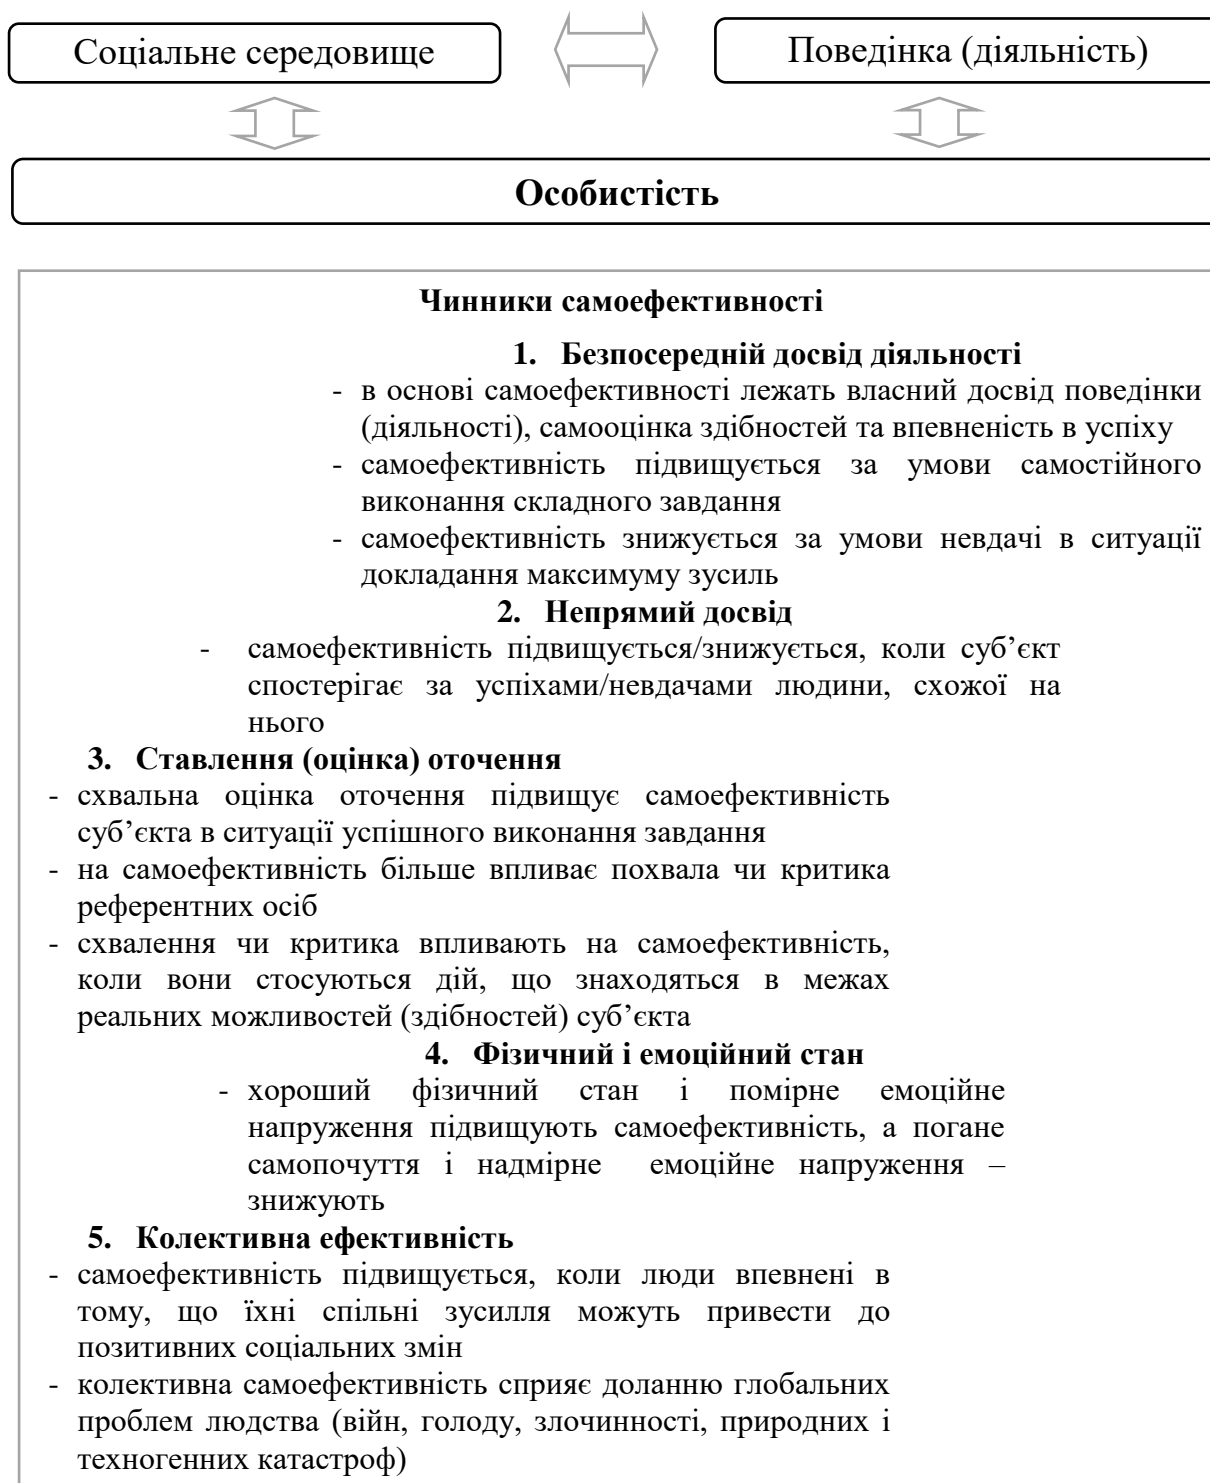 Соціальне середовище
Поведінка (діяльність)
Особистість
Чинники самоефективності
1. Безпосередній досвід діяльності
- в основі самоефективності лежать власний досвід поведінки
(діяльності), самооцінка здібностей та впевненість в успіху
- самоефективність підвищується за умови самостійного
виконання складного завдання
- самоефективність знижується за умови невдачі в ситуації
докладання максимуму зусиль
2. Непрямий досвід
- самоефективність підвищується/знижується, коли суб’єкт
спостерігає за успіхами/невдачами людини, схожої на
нього
3. Ставлення (оцінка) оточення
- схвальна оцінка оточення підвищує самоефективність
суб’єкта в ситуації успішного виконання завдання
- на самоефективність більше впливає похвала чи критика
референтних осіб
- схвалення чи критика впливають на самоефективність,
коли вони стосуються дій, що знаходяться в межах
реальних можливостей (здібностей) суб’єкта
4. Фізичний і емоційний стан
- хороший фізичний стан і помірне емоційне
напруження підвищують самоефективність, а погане
самопочуття і надмірне емоційне напруження –
знижують
5. Колективна ефективність
- самоефективність підвищується, коли люди впевнені в
тому, що їхні спільні зусилля можуть привести до
позитивних соціальних змін
- колективна самоефективність сприяє доланню глобальних
проблем людства (війн, голоду, злочинності, природних і
техногенних катастроф)